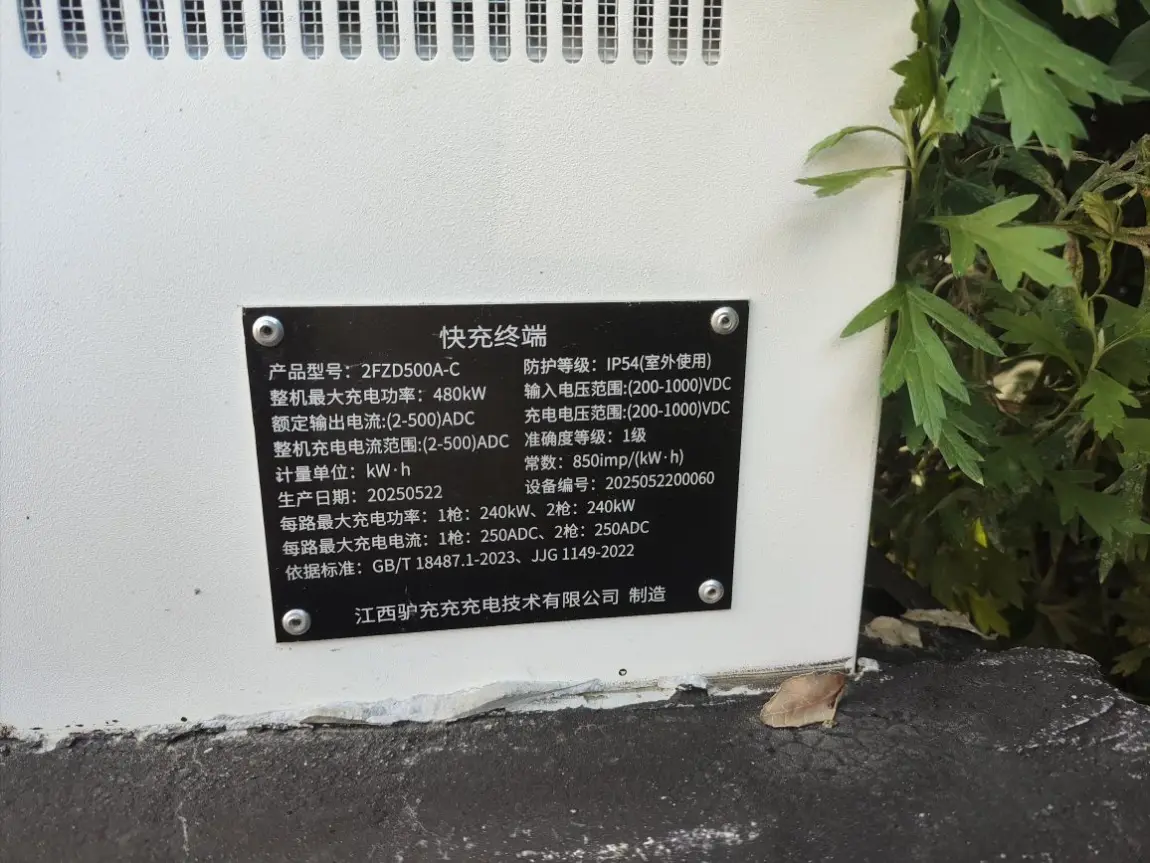 快充终端
产品型号：2FZD500A-C
防护等级：IP54(室外使用)
整机最大充电功率：480kW
输入电压范围:(200-1000)VDC
额定输出电流:(2-500)ADC
充电电压范围:(200-1000)VDC
整机充电电流范围:(2-500)ADC
准确度等级：1级
计量单位：kW·h
常数：850imp/(kW·h)
生产日期：20250522
设备编号：2025052200060
每路最大充电功率：1枪：240kW、2枪：240kW
每路最大充电电流：1枪：250ADC、2枪：250ADC
依据标准：GB/T 18487.1-2023、JJG 1149-2022
江西驴充充充电技术有限公司 制造